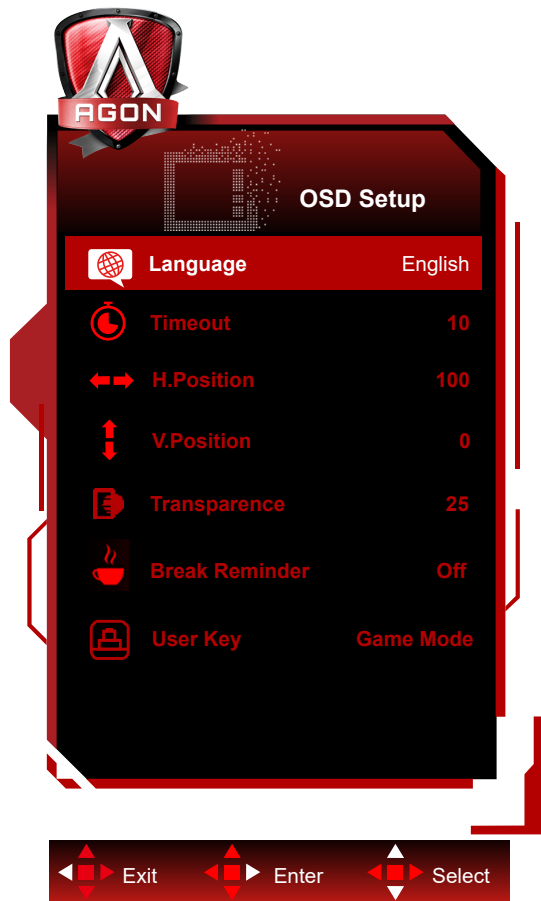 AGON
OSD Setup
Language English
Timeout 10
H.Position 100
V.Position 0
Transparence 25
Break Reminder Off
User Key Game Mode
Exit Enter Select